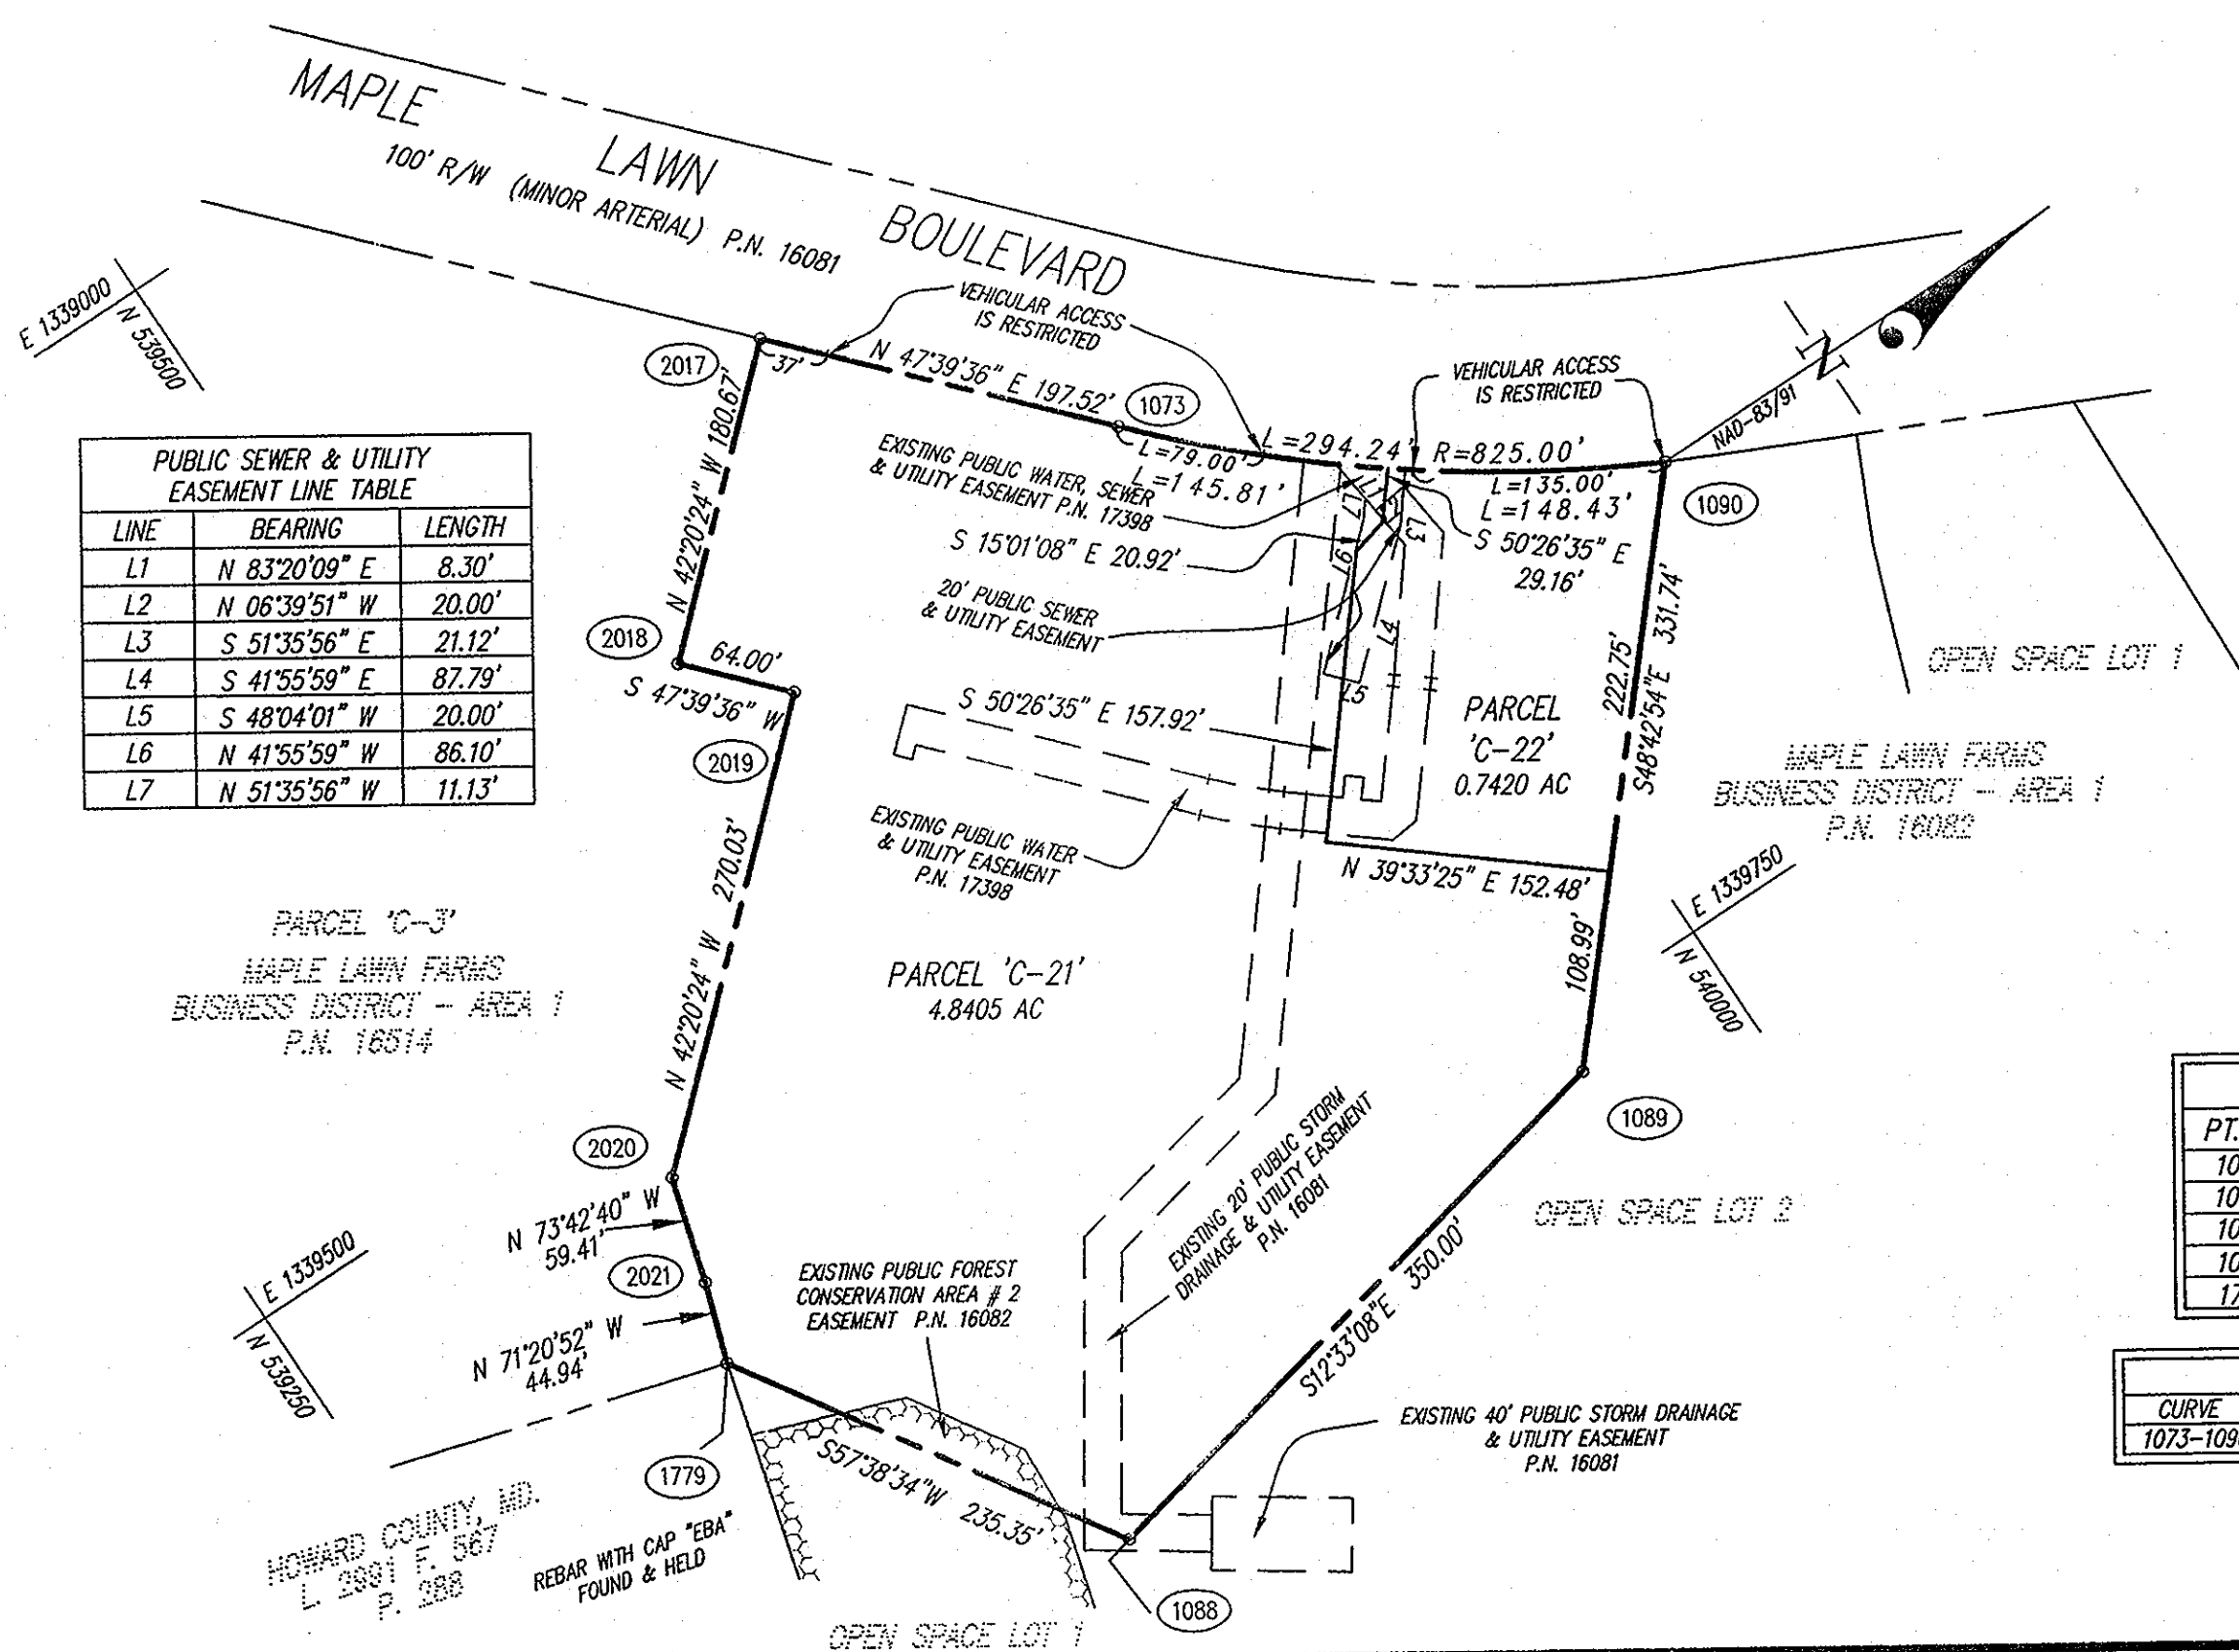 MAPLE
LAWN
BOULEVARD
100' R/W (MINOR ARTERIAL) P.N. 16081
E 1339000
N 539500
VEHICULAR ACCESS
IS RESTRICTED
2017
37'
N 47°39'36" E 197.52'
1073
VEHICULAR ACCESS
IS RESTRICTED
NAD-83/91
N
L=294.24' R=825.00'
L=79.00'
L=145.81'
L=135.00'
L=148.43'
1090
PUBLIC SEWER & UTILITY
EASEMENT LINE TABLE
LINE BEARING LENGTH
L1 N 83°20'09" E 8.30'
L2 N 06°39'51" W 20.00'
L3 S 51°35'56" E 21.12'
L4 S 41°55'59" E 87.79'
L5 S 48°04'01" W 20.00'
L6 N 41°55'59" W 86.10'
L7 N 51°35'56" W 11.13'
N 42°20'24" W 180.67'
EXISTING PUBLIC WATER, SEWER
& UTILITY EASEMENT P.N. 17398
S 15°01'08" E 20.92'
S 50°26'35" E
29.16'
L7
L3
L6
L4
L5
20' PUBLIC SEWER
& UTILITY EASEMENT
2018
64.00'
S 47°39'36" W
2019
S 50°26'35" E 157.92'
PARCEL
'C-22'
0.7420 AC
222.75'
S48°42'54"E 331.74'
OPEN SPACE LOT 1
MAPLE LAWN FARMS
BUSINESS DISTRICT - AREA 1
P.N. 16082
EXISTING PUBLIC WATER
& UTILITY EASEMENT
P.N. 17398
N 39°33'25" E 152.48'
E 1339750
N 540000
108.99'
PARCEL 'C-3'
MAPLE LAWN FARMS
BUSINESS DISTRICT - AREA 1
P.N. 16514
N 42°20'24" W 270.03'
PARCEL 'C-21'
4.8405 AC
1089
2020
N 73°42'40" W
59.41'
2021
N 71°20'52" W
44.94'
E 1339500
N 539250
EXISTING PUBLIC FOREST
CONSERVATION AREA # 2
EASEMENT P.N. 16082
EXISTING 20' PUBLIC STORM
DRAINAGE & UTILITY EASEMENT
P.N. 16081
OPEN SPACE LOT 2
S12°33'08"E 350.00'
PT.
10
10
10
10
17
CURVE
1073-109
EXISTING 40' PUBLIC STORM DRAINAGE
& UTILITY EASEMENT
P.N. 16081
S57°38'34"W 235.35'
1779
HOWARD COUNTY, MD.
L. 2991 F. 567
P. 288
REBAR WITH CAP "EBA"
FOUND & HELD
1088
OPEN SPACE LOT 1